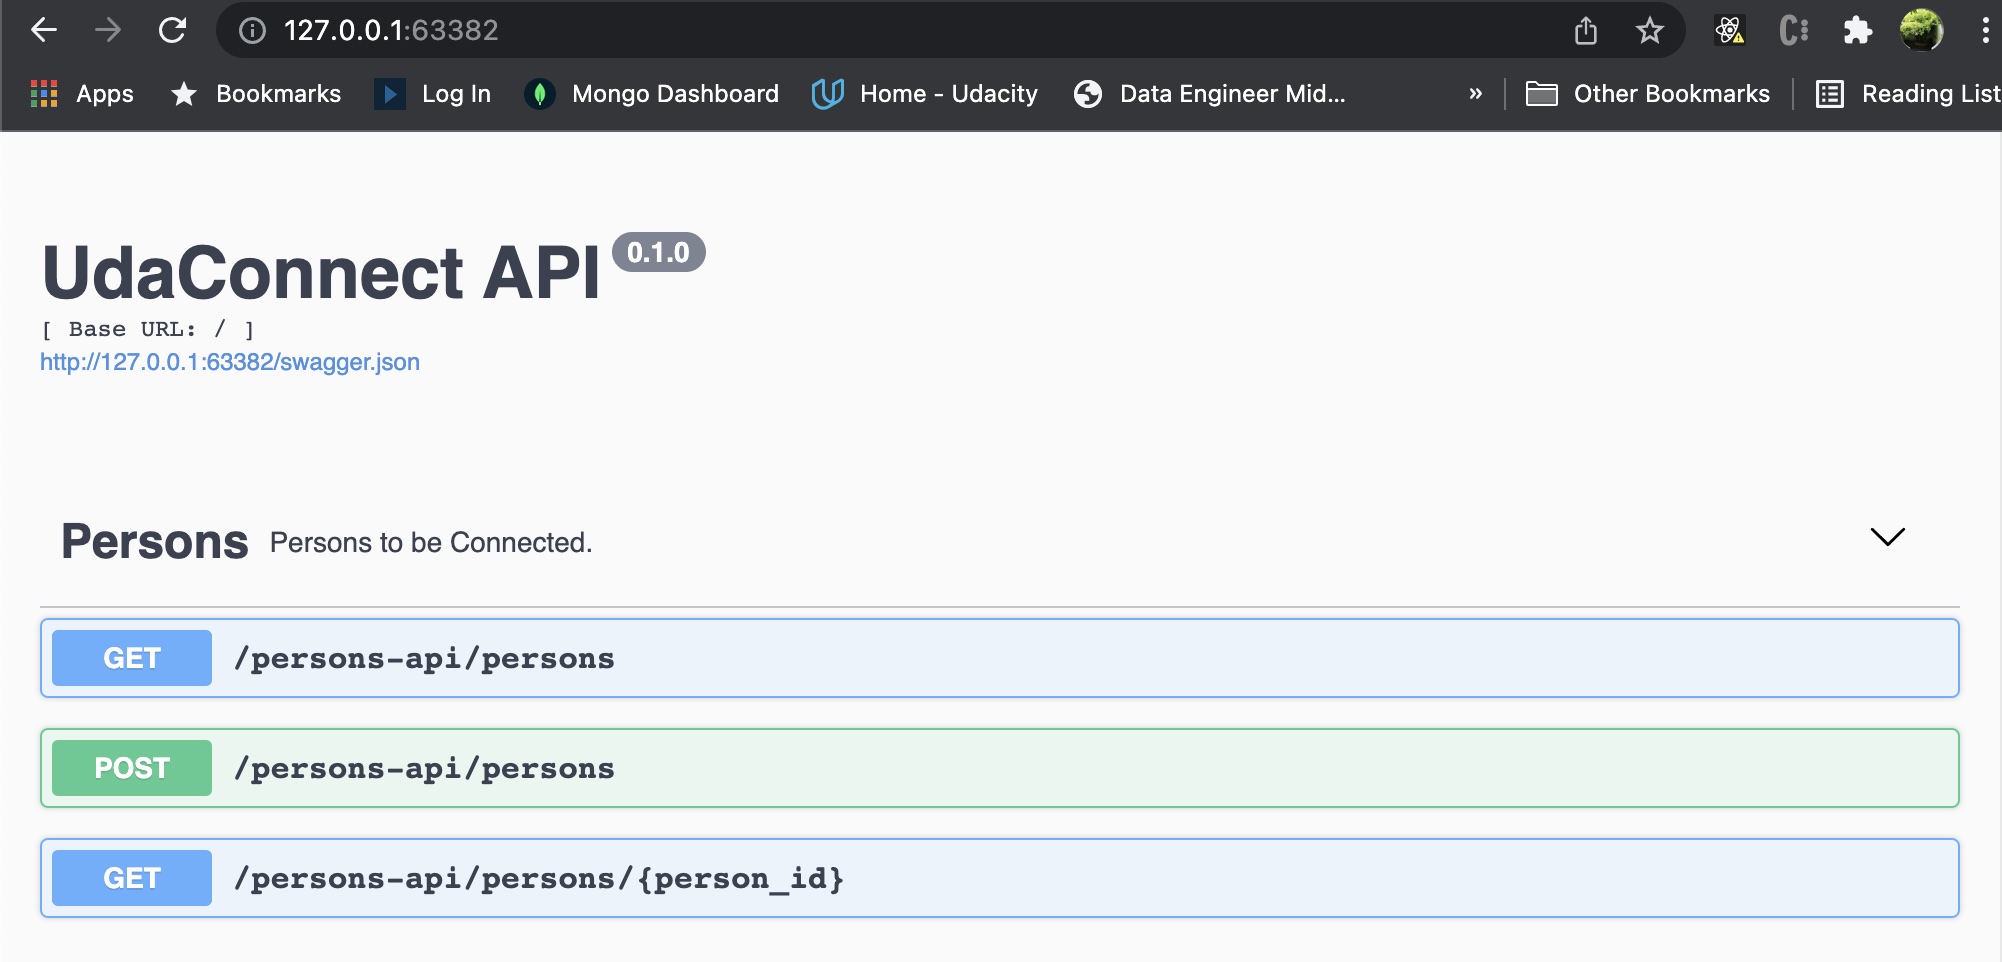 127.0.0.1:63382
Apps Bookmarks Log In Mongo Dashboard Home - Udacity Data Engineer Mid... » Other Bookmarks Reading List
UdaConnect API 0.1.0
[ Base URL: / ]
http://127.0.0.1:63382/swagger.json
Persons Persons to be Connected.
GET /persons-api/persons
POST /persons-api/persons
GET /persons-api/persons/{person_id}